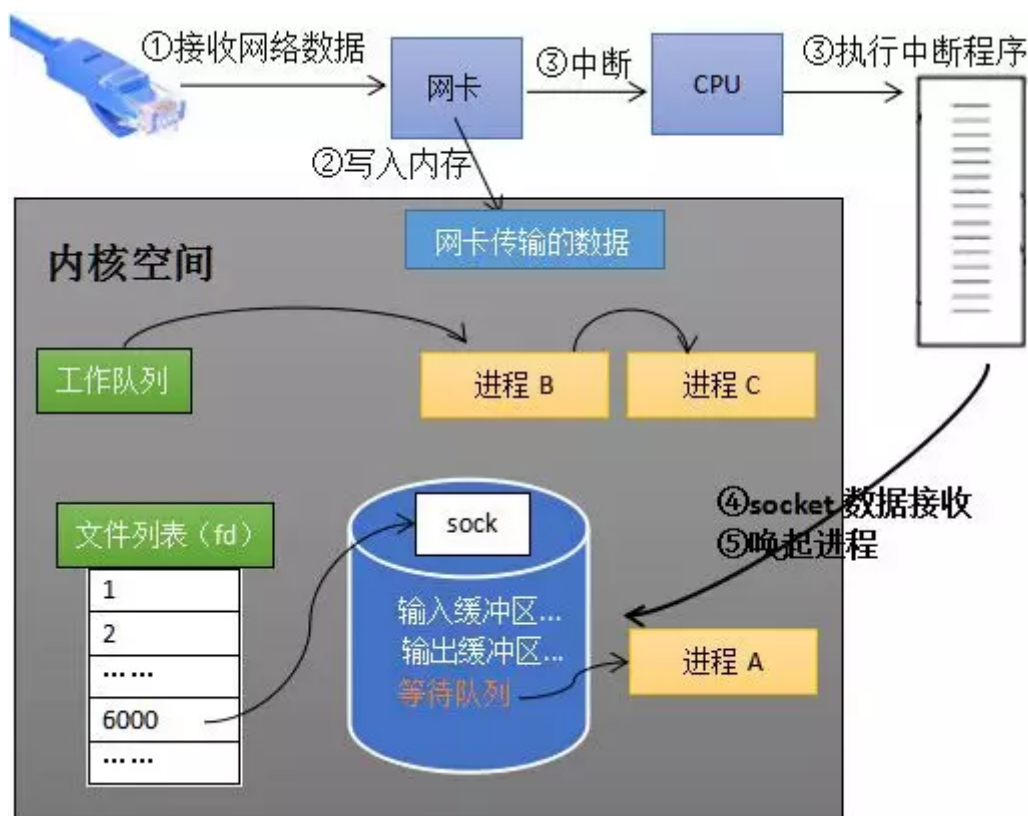 ①接收网络数据
网卡
③中断
CPU
③执行中断程序
②写入内存
网卡传输的数据
内核空间
工作队列
进程 B
进程 C
④socket 数据接收
⑤唤起进程
文件列表（fd）
1
2
……
6000
……
sock
输入缓冲区...
输出缓冲区...
等待队列
进程 A